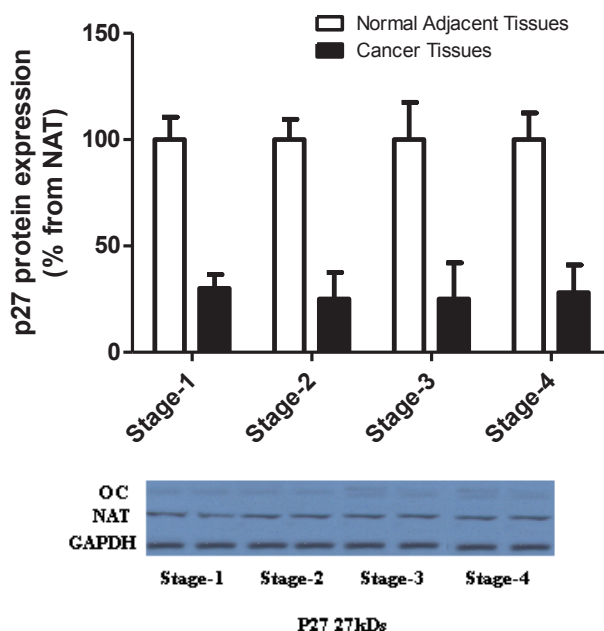 Normal Adjacent Tissues
Cancer Tissues
p27 protein expression
(% from NAT)
150
100
50
0
Stage-1
Stage-2
Stage-3
Stage-4
OC
NAT
GAPDH
Stage-1 Stage-2 Stage-3 Stage-4
P27 27kDs